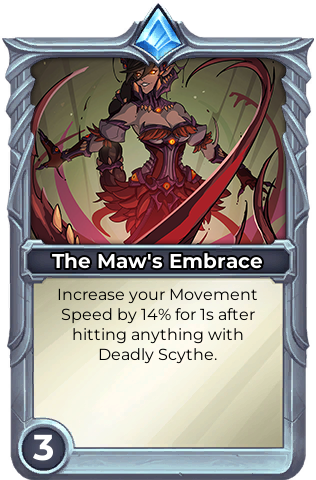 The Maw's Embrace
Increase your Movement
Speed by 14% for 1s after
hitting anything with
Deadly Scythe.
3